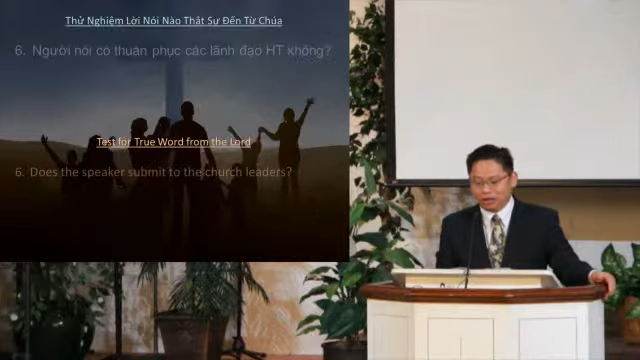 Thử Nghiệm Lời Nói Nào Thật Sự Đến Từ Chúa
6. Người nói có thuận phục các lãnh đạo HT không?
Test for True Word from the Lord
6. Does the speaker submit to the church leaders?